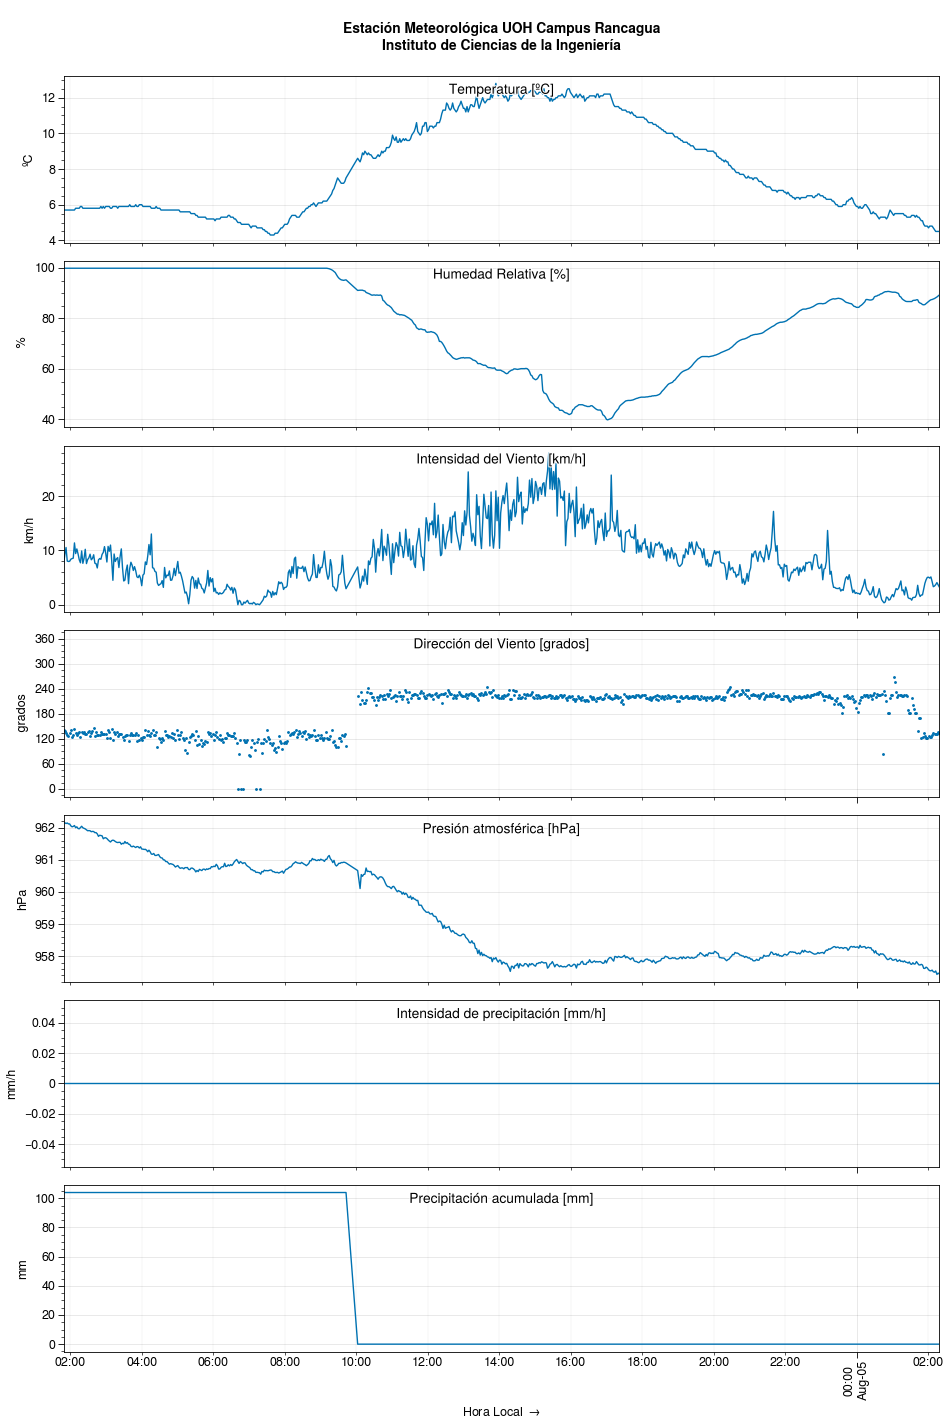 Estación Meteorológica UOH Campus Rancagua
Instituto de Ciencias de la Ingeniería
Temperatura [ºC]
ºC
12
10
8
6
4
Humedad Relativa [%]
%
100
80
60
40
Intensidad del Viento [km/h]
km/h
20
10
0
Dirección del Viento [grados]
grados
360
300
240
180
120
60
0
Presión atmosférica [hPa]
hPa
962
961
960
959
958
Intensidad de precipitación [mm/h]
mm/h
0.04
0.02
0
−0.02
−0.04
Precipitación acumulada [mm]
mm
100
80
60
40
20
0
02:00 04:00 06:00 08:00 10:00 12:00 14:00 16:00 18:00 20:00 22:00 00:00 02:00
Aug-05
Hora Local →